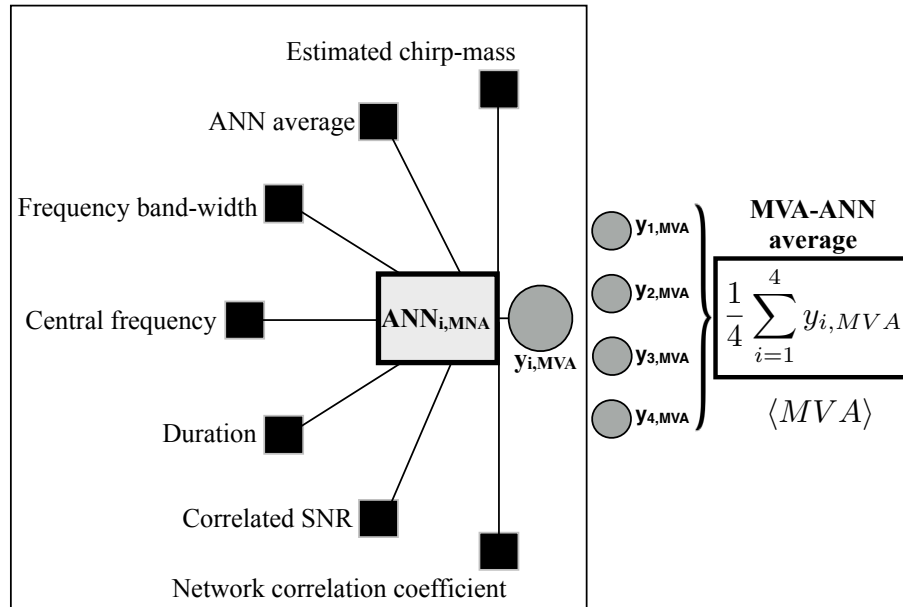 Estimated chirp-mass
ANN average
Frequency band-width
Central frequency
Duration
Correlated SNR
Network correlation coefficient
ANNi,MNA
yi,MVA
y1,MVA
y2,MVA
y3,MVA
y4,MVA
MVA-ANN
average
1/4 ∑_{i=1}^{4} y_{i,MVA}
⟨MVA⟩